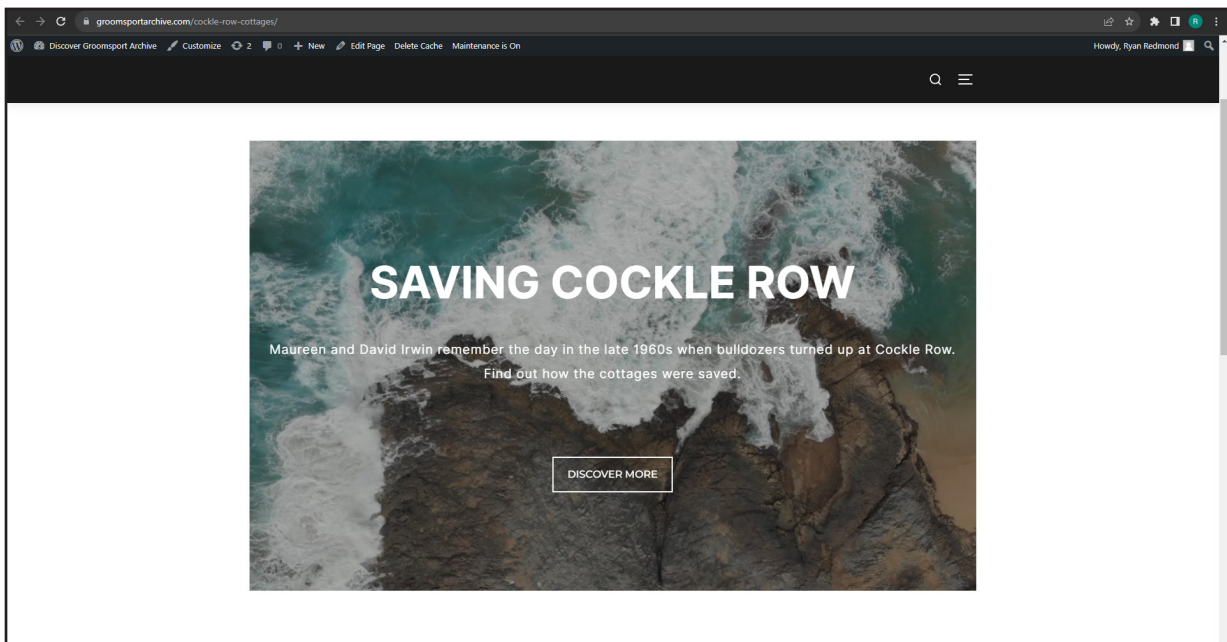 groomsportarchive.com/cockle-row-cottages/
R
Discover Groomsport Archive Customize 2 0 + New Edit Page Delete Cache Maintenance is On Howdy, Ryan Redmond
SAVING COCKLE ROW
Maureen and David Irwin remember the day in the late 1960s when bulldozers turned up at Cockle Row.
Find out how the cottages were saved.
DISCOVER MORE